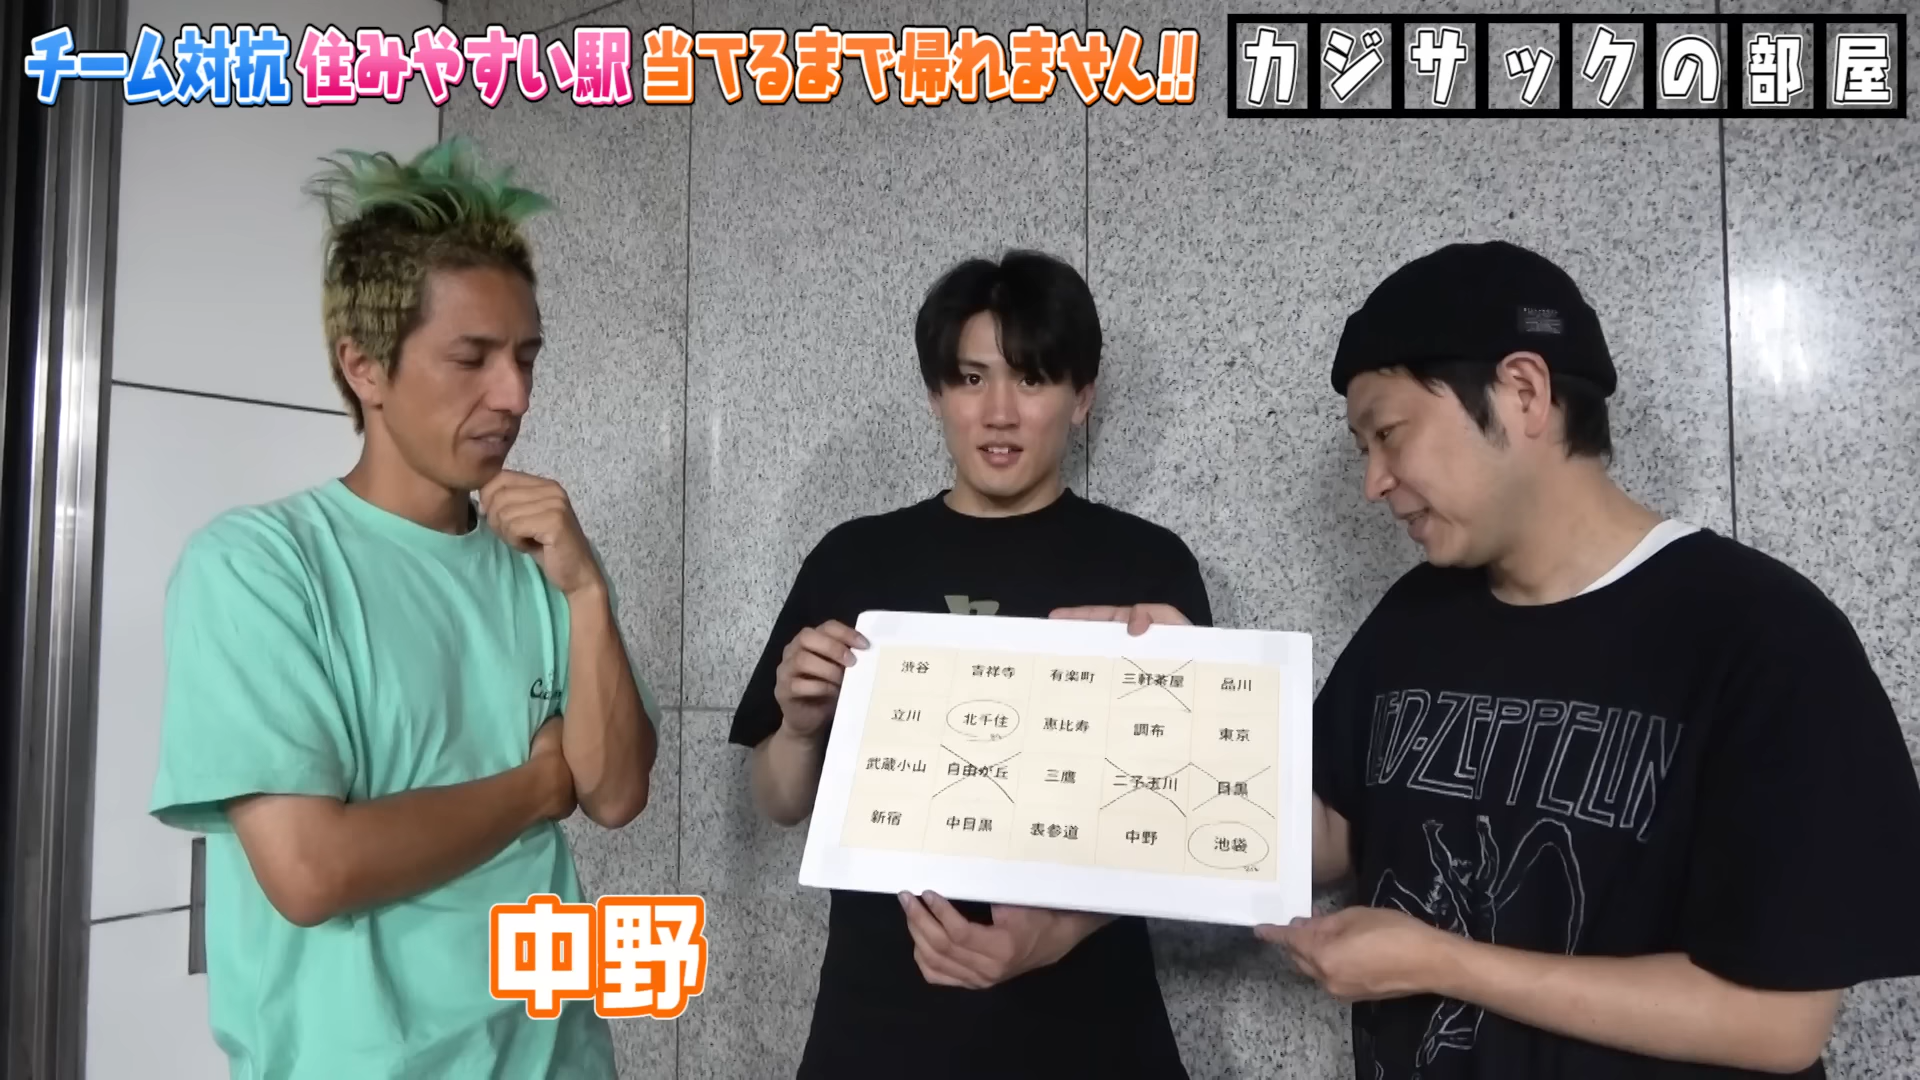 チーム対抗 住みやすい駅 当てるまで帰れません!!
カジサックの部屋
渋谷 吉祥寺 有楽町 三軒茶屋 品川
立川 北千住 恵比寿 調布 東京
武蔵小山 自由が丘 三鷹 二子玉川 目黒
新宿 中目黒 表参道 中野 池袋
LED-ZEPPELIN
中野